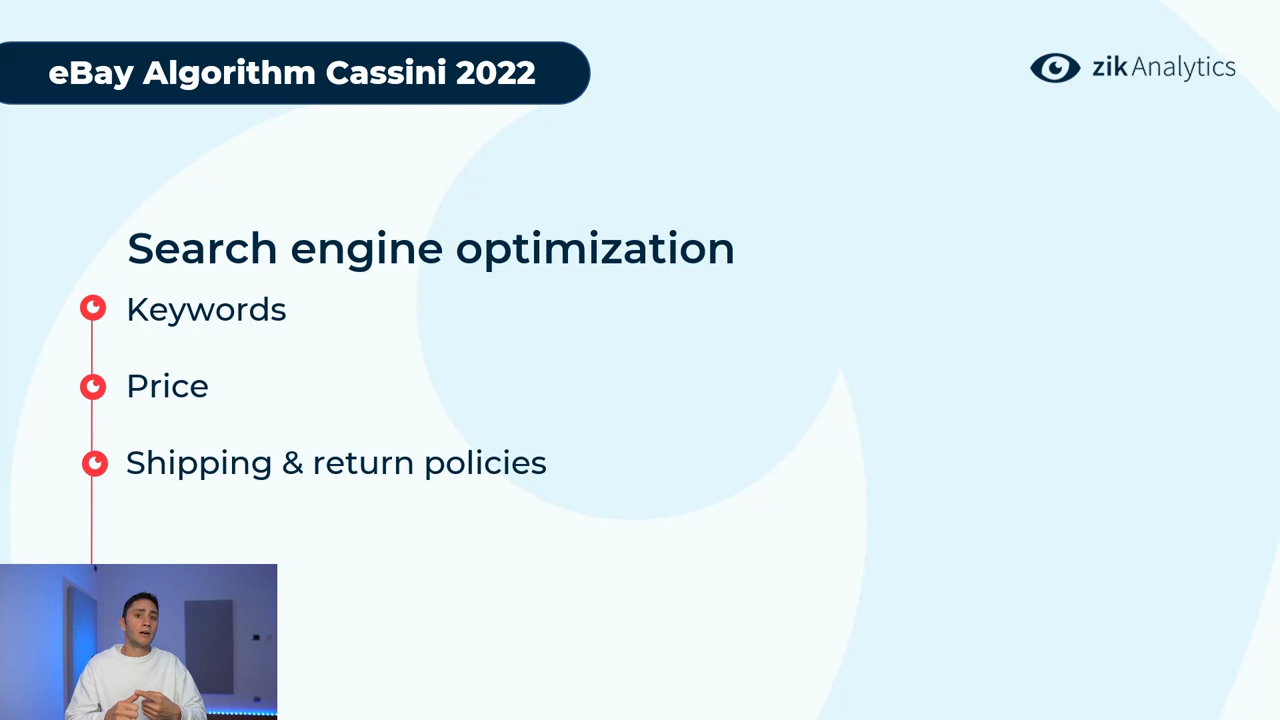 eBay Algorithm Cassini 2022
zik Analytics
Search engine optimization
Keywords
Price
Shipping & return policies